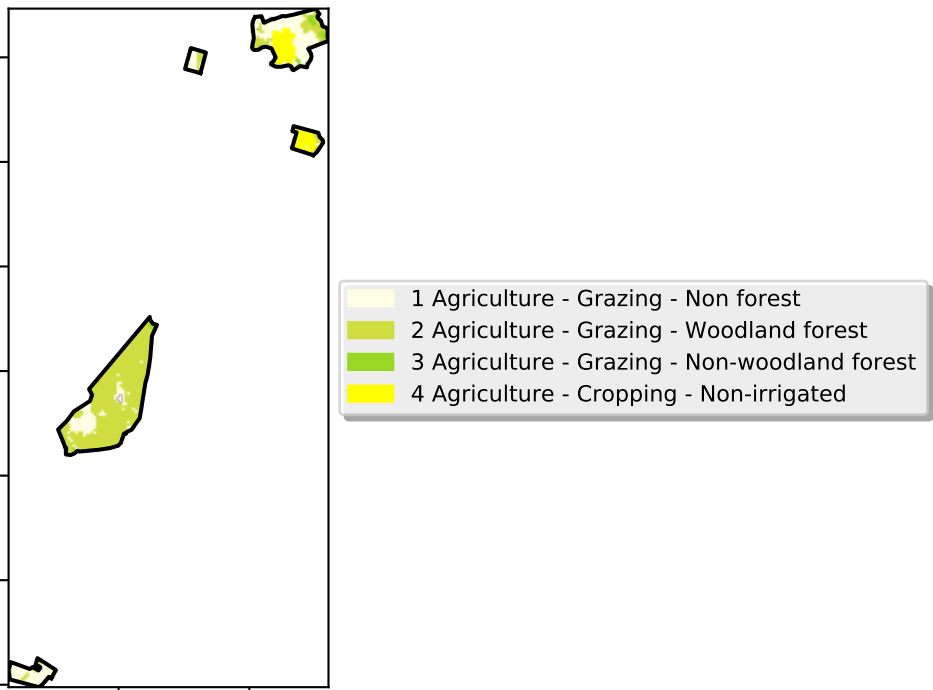 1 Agriculture - Grazing - Non forest
2 Agriculture - Grazing - Woodland forest
3 Agriculture - Grazing - Non-woodland forest
4 Agriculture - Cropping - Non-irrigated